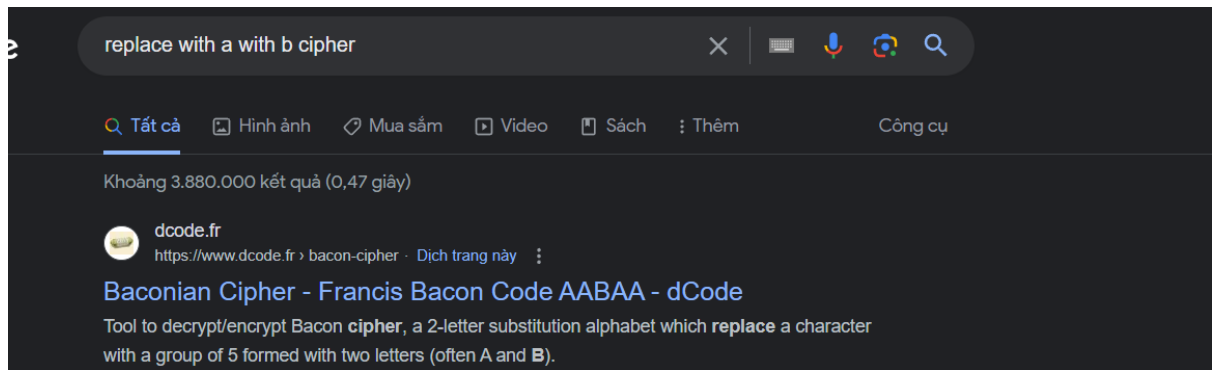 replace with a with b cipher
Tất cả Hình ảnh Mua sắm Video Sách Thêm Công cụ
Khoảng 3.880.000 kết quả (0,47 giây)
dcode.fr
https://www.dcode.fr › bacon-cipher · Dịch trang này
Baconian Cipher - Francis Bacon Code AABAA - dCode
Tool to decrypt/encrypt Bacon cipher, a 2-letter substitution alphabet which replace a character
with a group of 5 formed with two letters (often A and B).